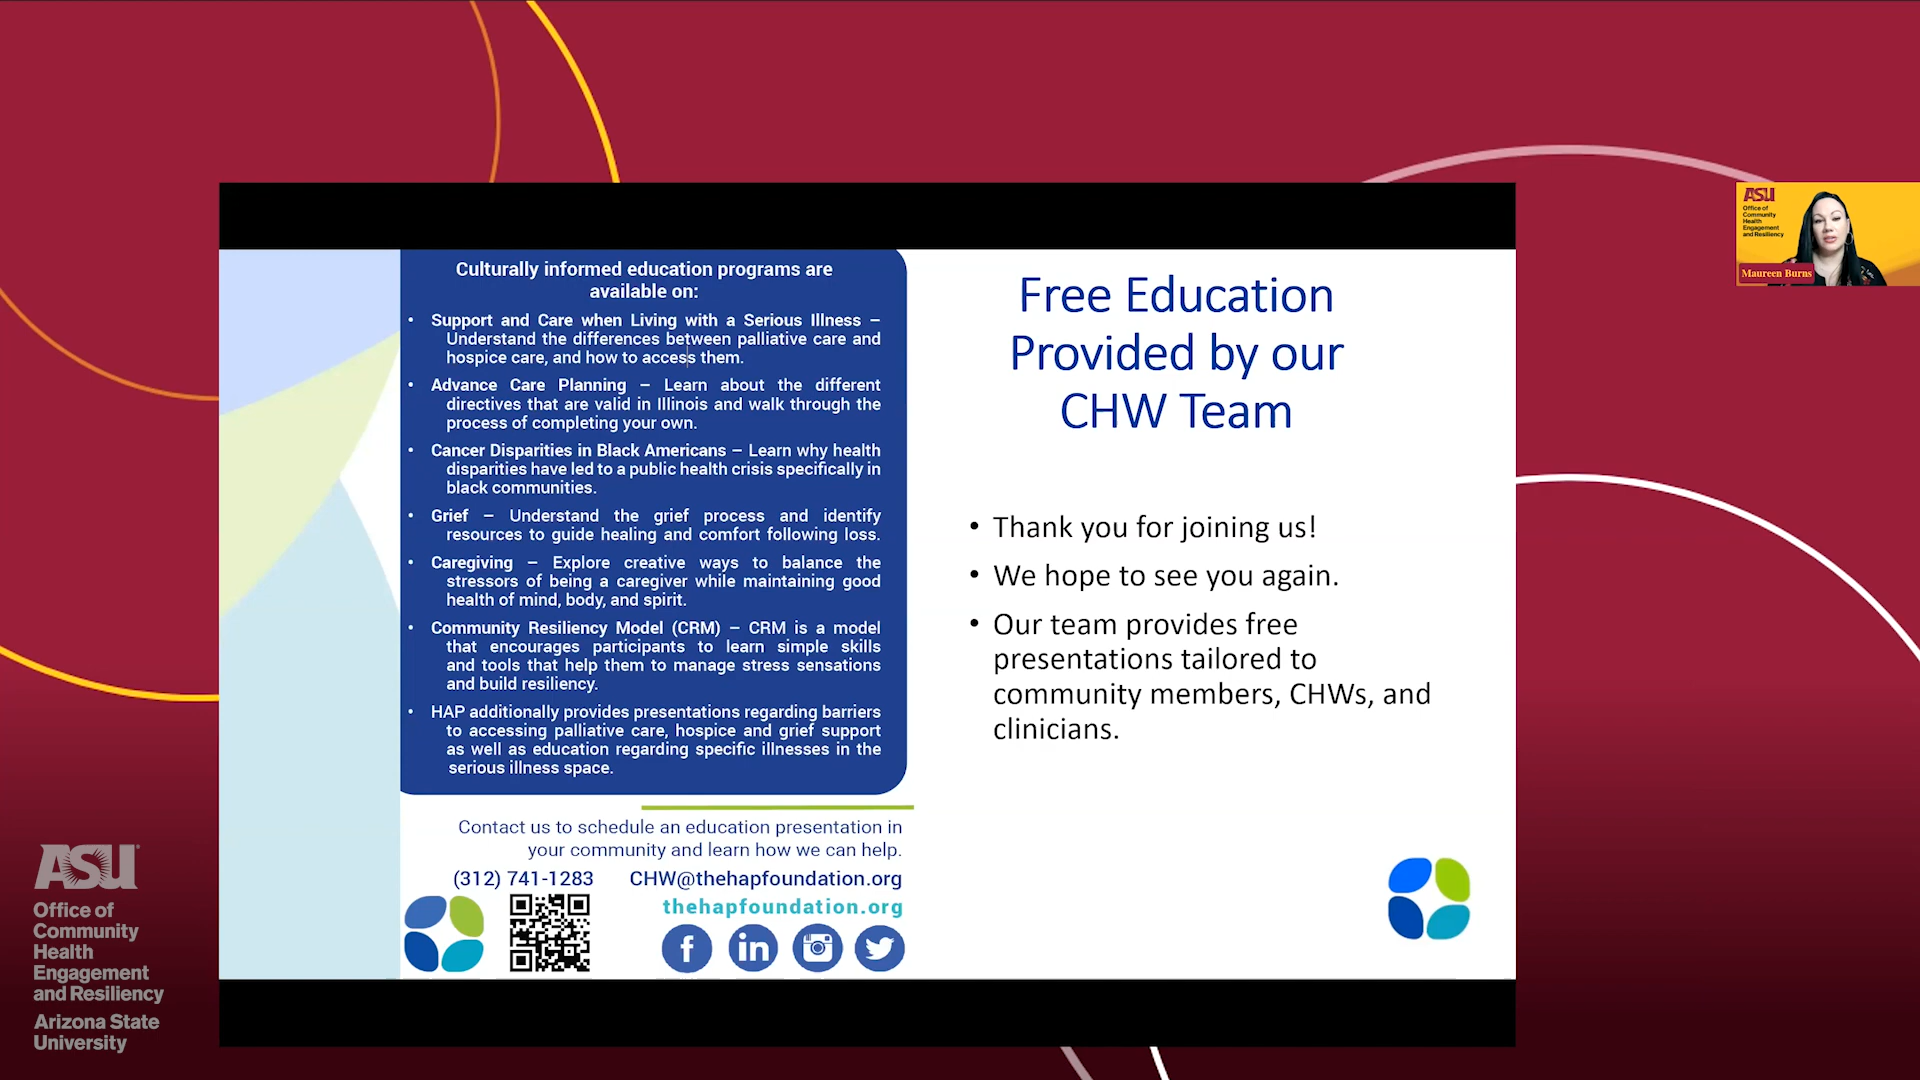 Culturally informed education programs are
available on:
• Support and Care when Living with a Serious Illness –
Understand the differences between palliative care and
hospice care, and how to access them.
• Advance Care Planning – Learn about the different
directives that are valid in Illinois and walk through the
process of completing your own.
• Cancer Disparities in Black Americans – Learn why health
disparities have led to a public health crisis specifically in
black communities.
• Grief – Understand the grief process and identify
resources to guide healing and comfort following loss.
• Caregiving – Explore creative ways to balance the
stressors of being a caregiver while maintaining good
health of mind, body, and spirit.
• Community Resiliency Model (CRM) – CRM is a model
that encourages participants to learn simple skills
and tools that help them to manage stress sensations
and build resiliency.
• HAP additionally provides presentations regarding barriers
to accessing palliative care, hospice and grief support
as well as education regarding specific illnesses in the
serious illness space.
Contact us to schedule an education presentation in
your community and learn how we can help.
(312) 741-1283 CHW@thehapfoundation.org
thehapfoundation.org
Free Education
Provided by our
CHW Team
• Thank you for joining us!
• We hope to see you again.
• Our team provides free
presentations tailored to
community members, CHWs, and
clinicians.
ASU
Office of
Community
Health
Engagement
and Resiliency
Maureen Burns
ASU
Office of
Community
Health
Engagement
and Resiliency
Arizona State
University